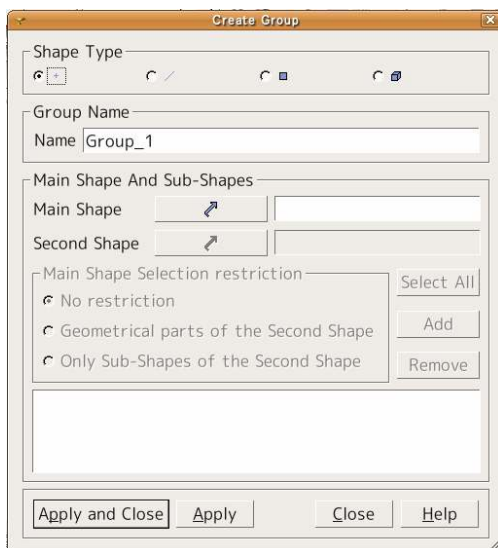 Create Group
Shape Type
Group Name
Name Group_1
Main Shape And Sub-Shapes
Main Shape
Second Shape
Main Shape Selection restriction
No restriction
Geometrical parts of the Second Shape
Only Sub-Shapes of the Second Shape
Select All
Add
Remove
Apply and Close Apply Close Help